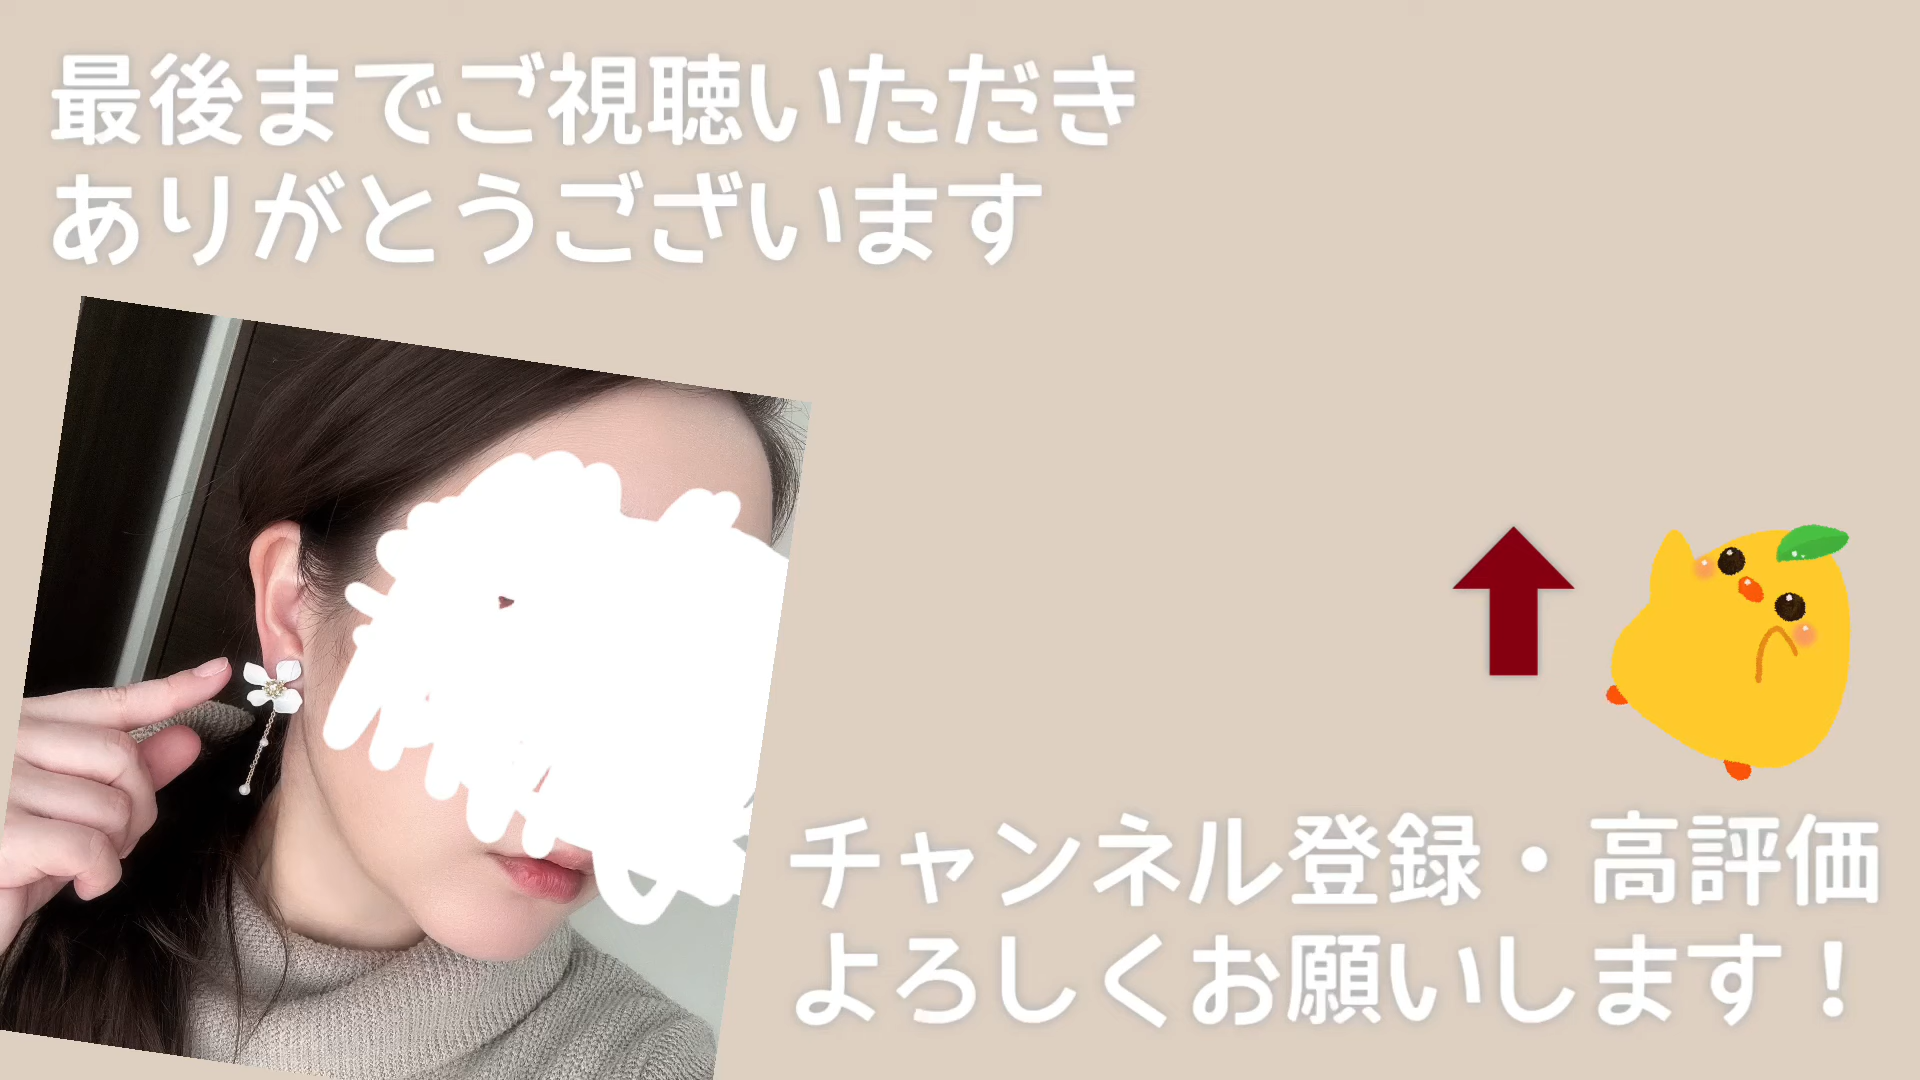 最後までご視聴いただき
ありがとうございます
チャンネル登録・高評価
よろしくお願いします！